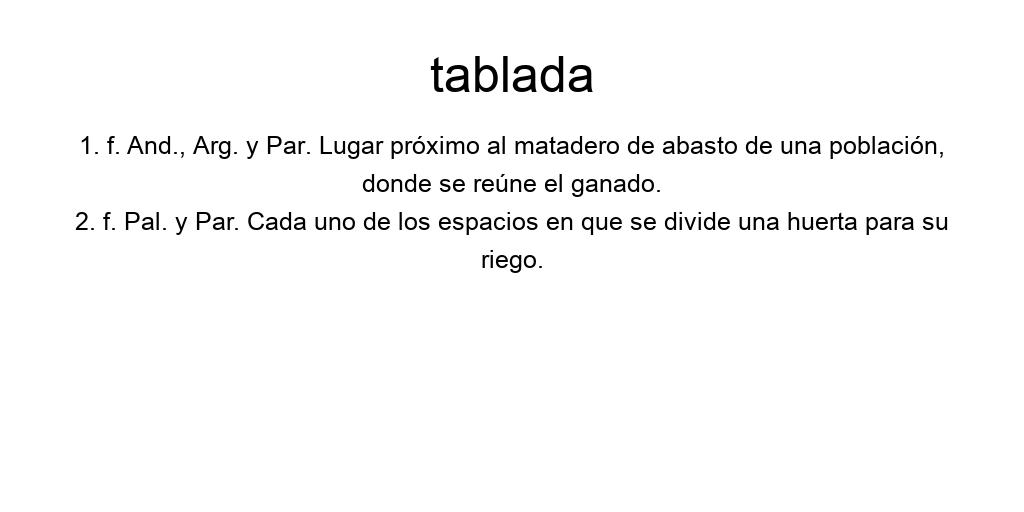 tablada
1. f. And., Arg. y Par. Lugar próximo al matadero de abasto de una población,
donde se reúne el ganado.
2. f. Pal. y Par. Cada uno de los espacios en que se divide una huerta para su
riego.